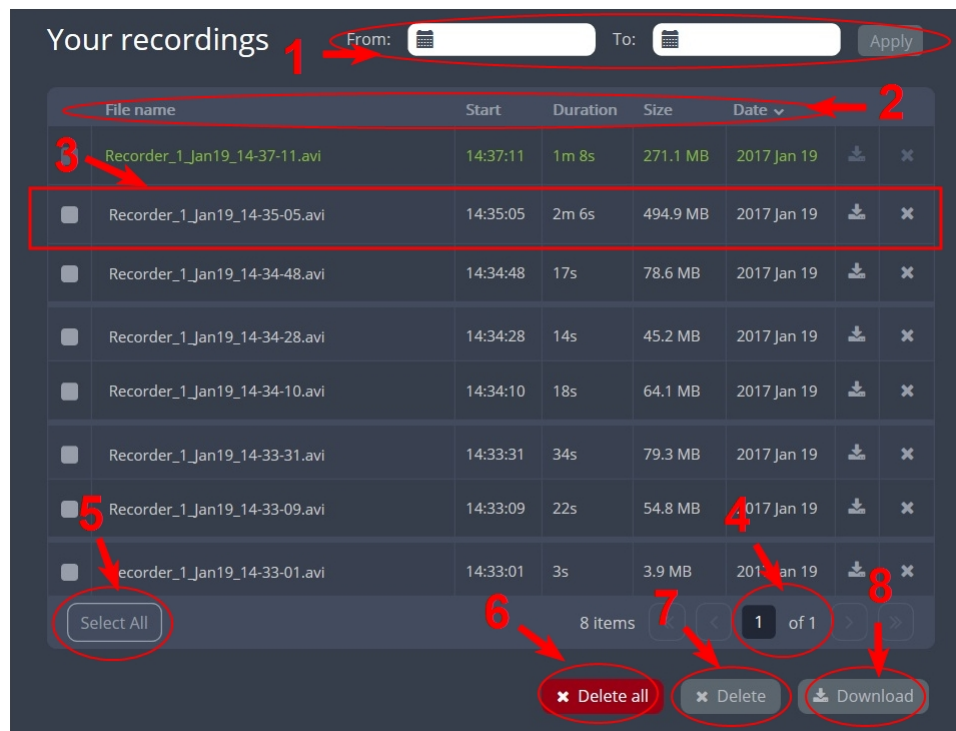 Your recordings From: To: Apply
1
File name Start Duration Size Date
2
3
Recorder_1_Jan19_14-37-11.avi 14:37:11 1m 8s 271.1 MB 2017 Jan 19
Recorder_1_Jan19_14-35-05.avi 14:35:05 2m 6s 494.9 MB 2017 Jan 19
Recorder_1_Jan19_14-34-48.avi 14:34:48 17s 78.6 MB 2017 Jan 19
Recorder_1_Jan19_14-34-28.avi 14:34:28 14s 45.2 MB 2017 Jan 19
Recorder_1_Jan19_14-34-10.avi 14:34:10 18s 64.1 MB 2017 Jan 19
Recorder_1_Jan19_14-33-31.avi 14:33:31 34s 79.3 MB 2017 Jan 19
Recorder_1_Jan19_14-33-09.avi 14:33:09 22s 54.8 MB 2017 Jan 19
5 4
Recorder_1_Jan19_14-33-01.avi 14:33:01 3s 3.9 MB 2017 Jan 19
6 7 8
Select All 8 items 1 of 1
Delete all Delete Download